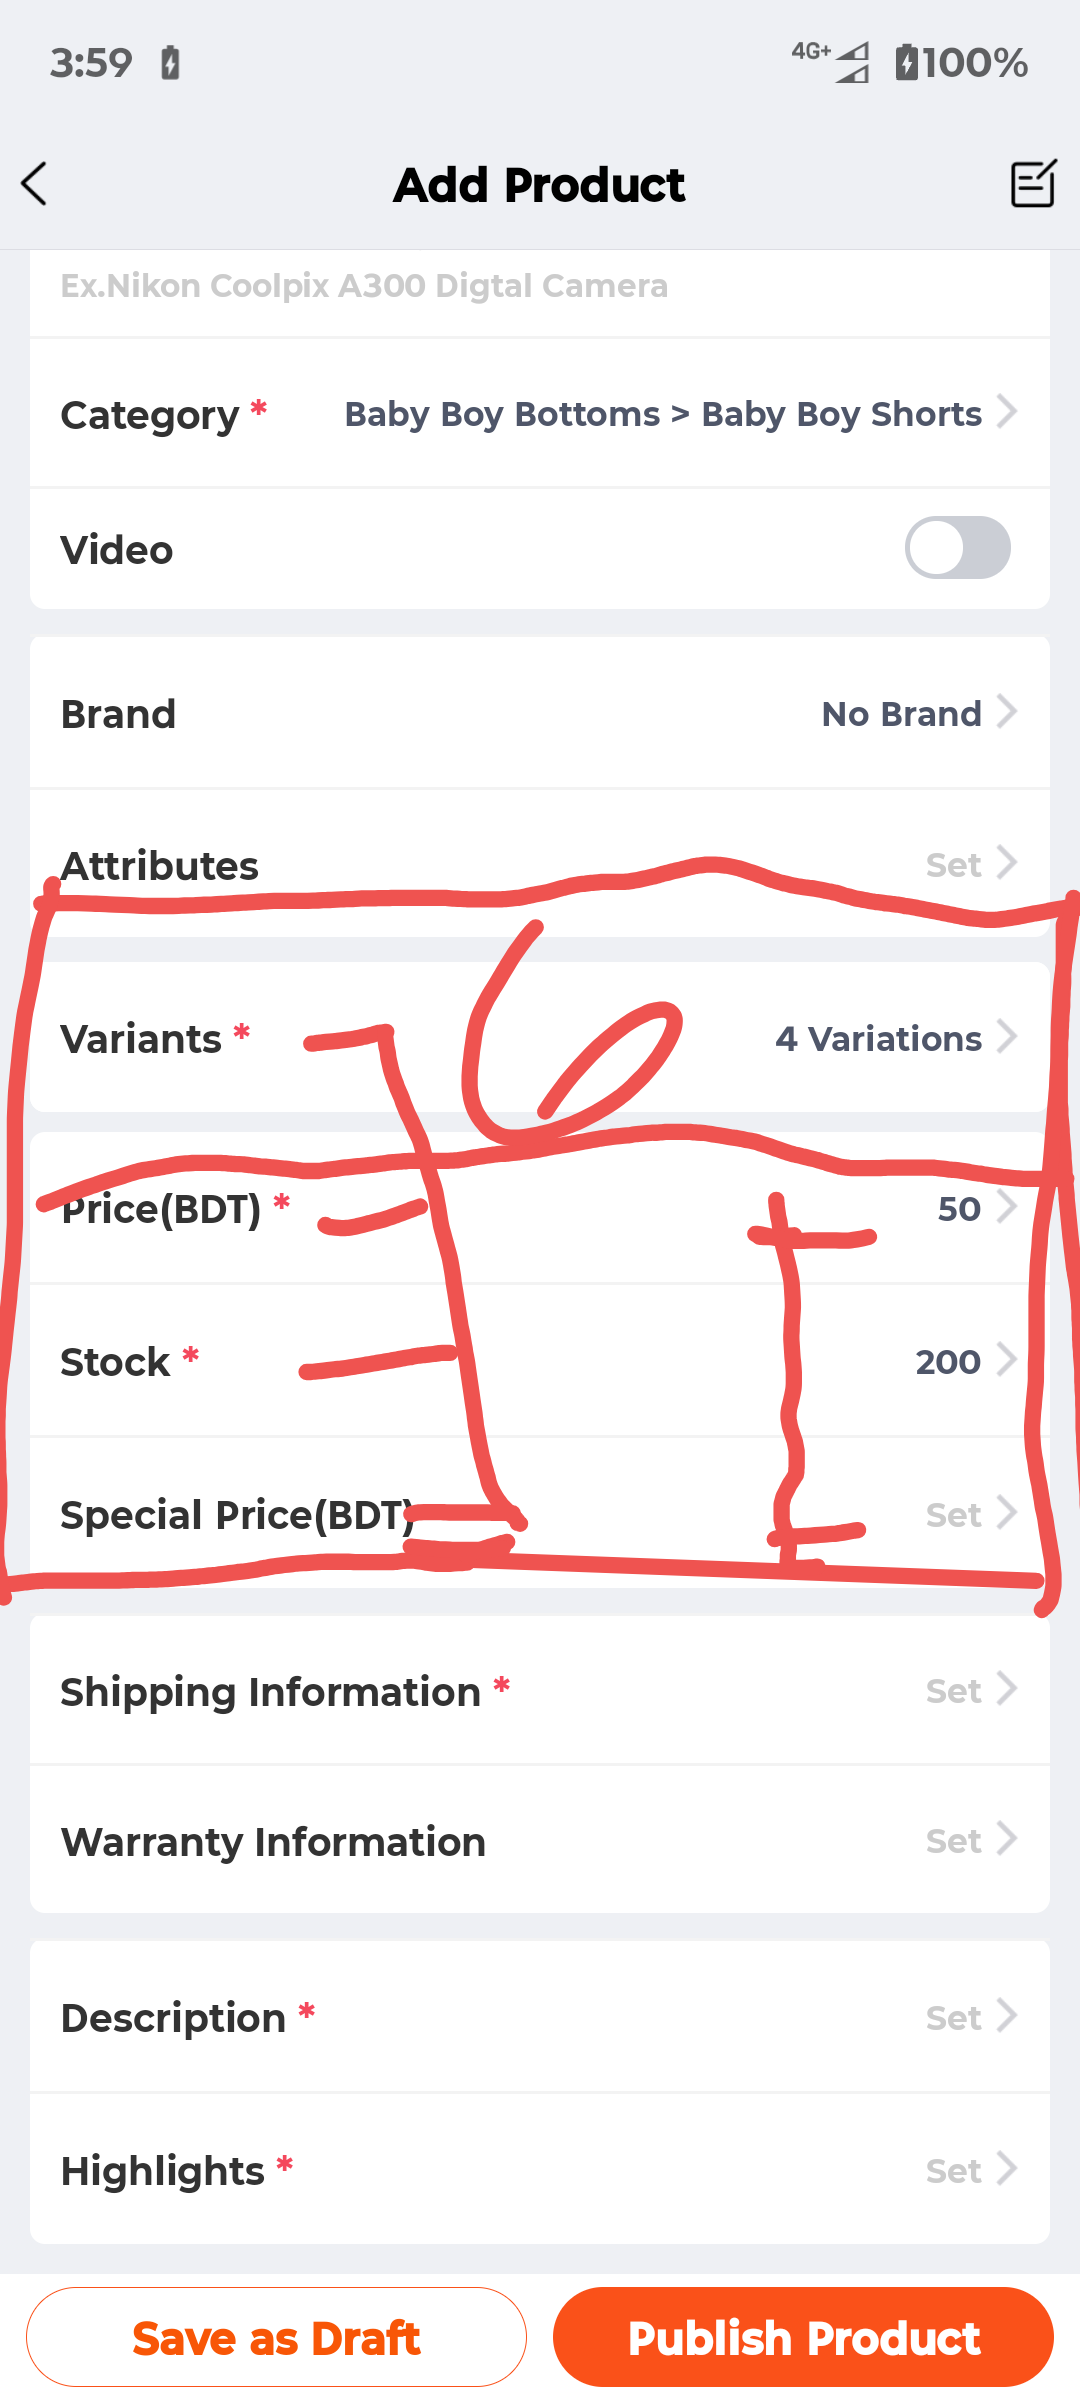 3:59 4G+ 100%
Add Product
Ex.Nikon Coolpix A300 Digtal Camera
Category * Baby Boy Bottoms > Baby Boy Shorts
Video
Brand No Brand
Attributes Set
6
Variants * 4 Variations
Price(BDT) * 50
Stock * 200
Special Price(BDT) Set
Shipping Information * Set
Warranty Information Set
Description * Set
Highlights * Set
Save as Draft Publish Product